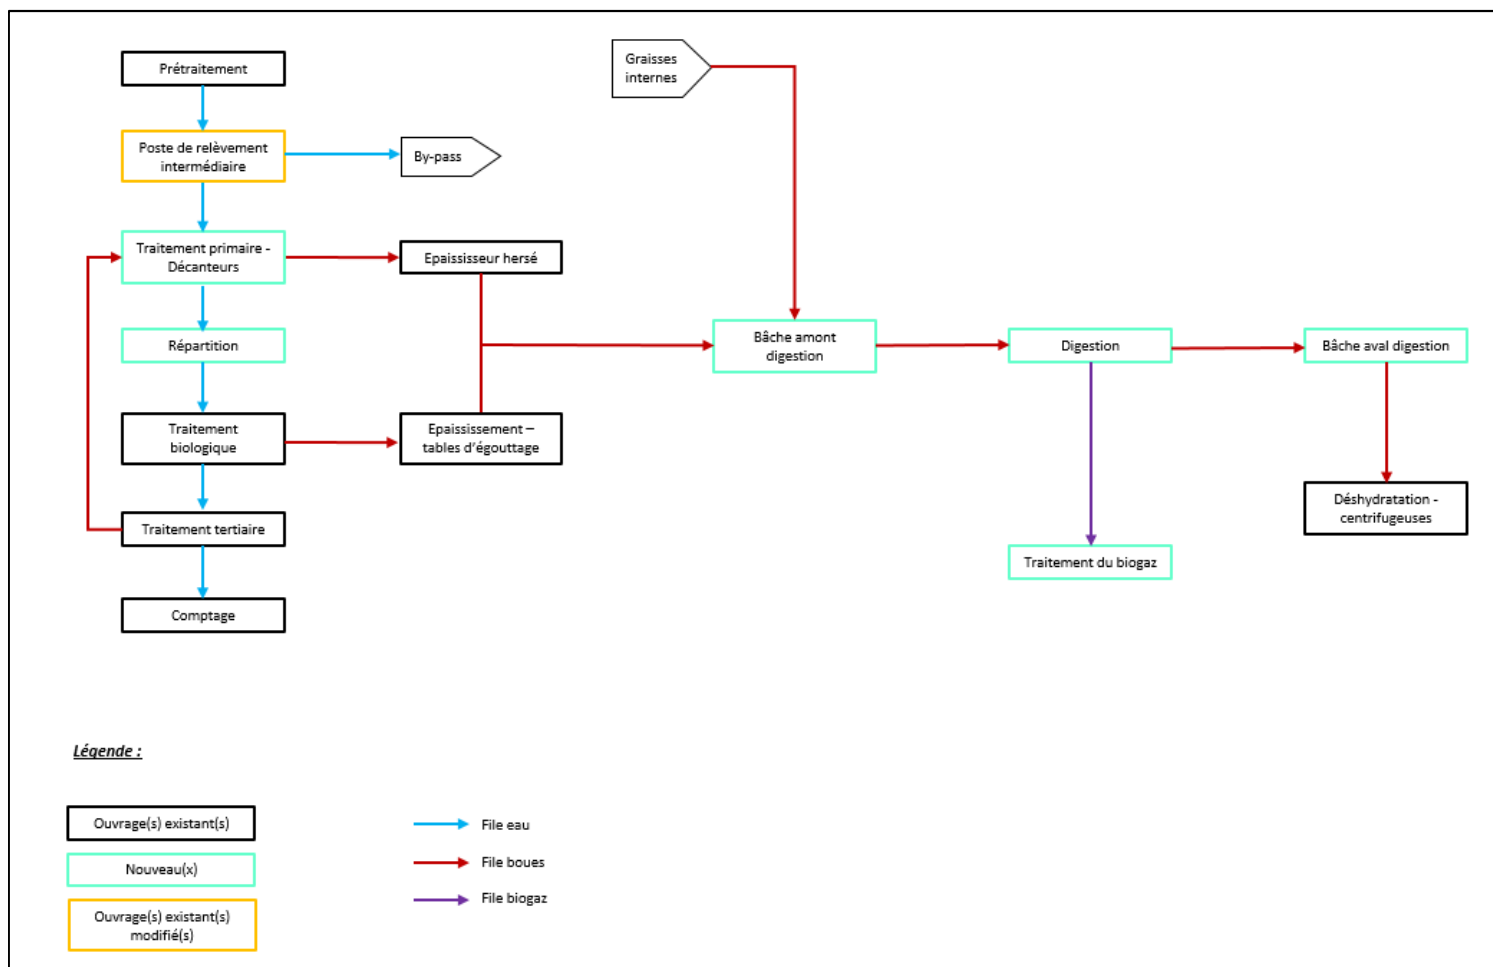 Prétraitement
Graisses
internes
Poste de relèvement
intermédiaire
By-pass
Traitement primaire -
Décanteurs
Epaississeur hersé
Répartition
Bâche amont
digestion
Digestion
Bâche aval digestion
Traitement
biologique
Epaississement –
tables d'égouttage
Traitement tertiaire
Déshydratation -
centrifugeuses
Traitement du biogaz
Comptage
Légende :
Ouvrage(s) existant(s)
File eau
Nouveau(x)
File boues
Ouvrage(s) existant(s)
modifié(s)
File biogaz